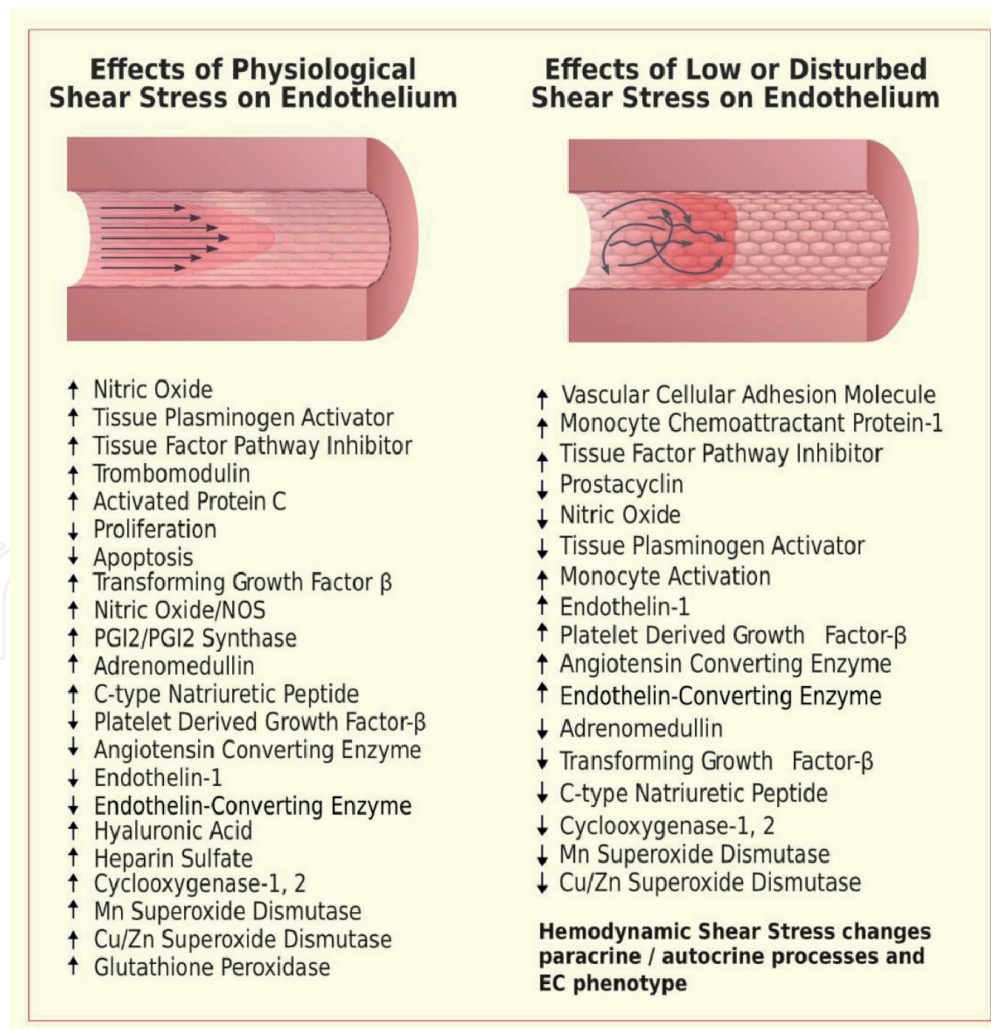 Effects of Physiological
Shear Stress on Endothelium
↑ Nitric Oxide
↑ Tissue Plasminogen Activator
↑ Tissue Factor Pathway Inhibitor
↑ Trombomodulin
↑ Activated Protein C
↓ Proliferation
↓ Apoptosis
↑ Transforming Growth Factor β
↑ Nitric Oxide/NOS
↑ PGI2/PGI2 Synthase
↑ Adrenomedullin
↑ C-type Natriuretic Peptide
↓ Platelet Derived Growth Factor-β
↓ Angiotensin Converting Enzyme
↓ Endothelin-1
↓ Endothelin-Converting Enzyme
↑ Hyaluronic Acid
↑ Heparin Sulfate
↑ Cyclooxygenase-1, 2
↑ Mn Superoxide Dismutase
↑ Cu/Zn Superoxide Dismutase
↑ Glutathione Peroxidase
Effects of Low or Disturbed
Shear Stress on Endothelium
↑ Vascular Cellular Adhesion Molecule
↑ Monocyte Chemoattractant Protein-1
↑ Tissue Factor Pathway Inhibitor
↓ Prostacyclin
↓ Nitric Oxide
↓ Tissue Plasminogen Activator
↑ Monocyte Activation
↑ Endothelin-1
↑ Platelet Derived Growth Factor-β
↑ Angiotensin Converting Enzyme
↑ Endothelin-Converting Enzyme
↓ Adrenomedullin
↓ Transforming Growth Factor-β
↓ C-type Natriuretic Peptide
↓ Cyclooxygenase-1, 2
↓ Mn Superoxide Dismutase
↓ Cu/Zn Superoxide Dismutase
Hemodynamic Shear Stress changes
paracrine / autocrine processes and
EC phenotype